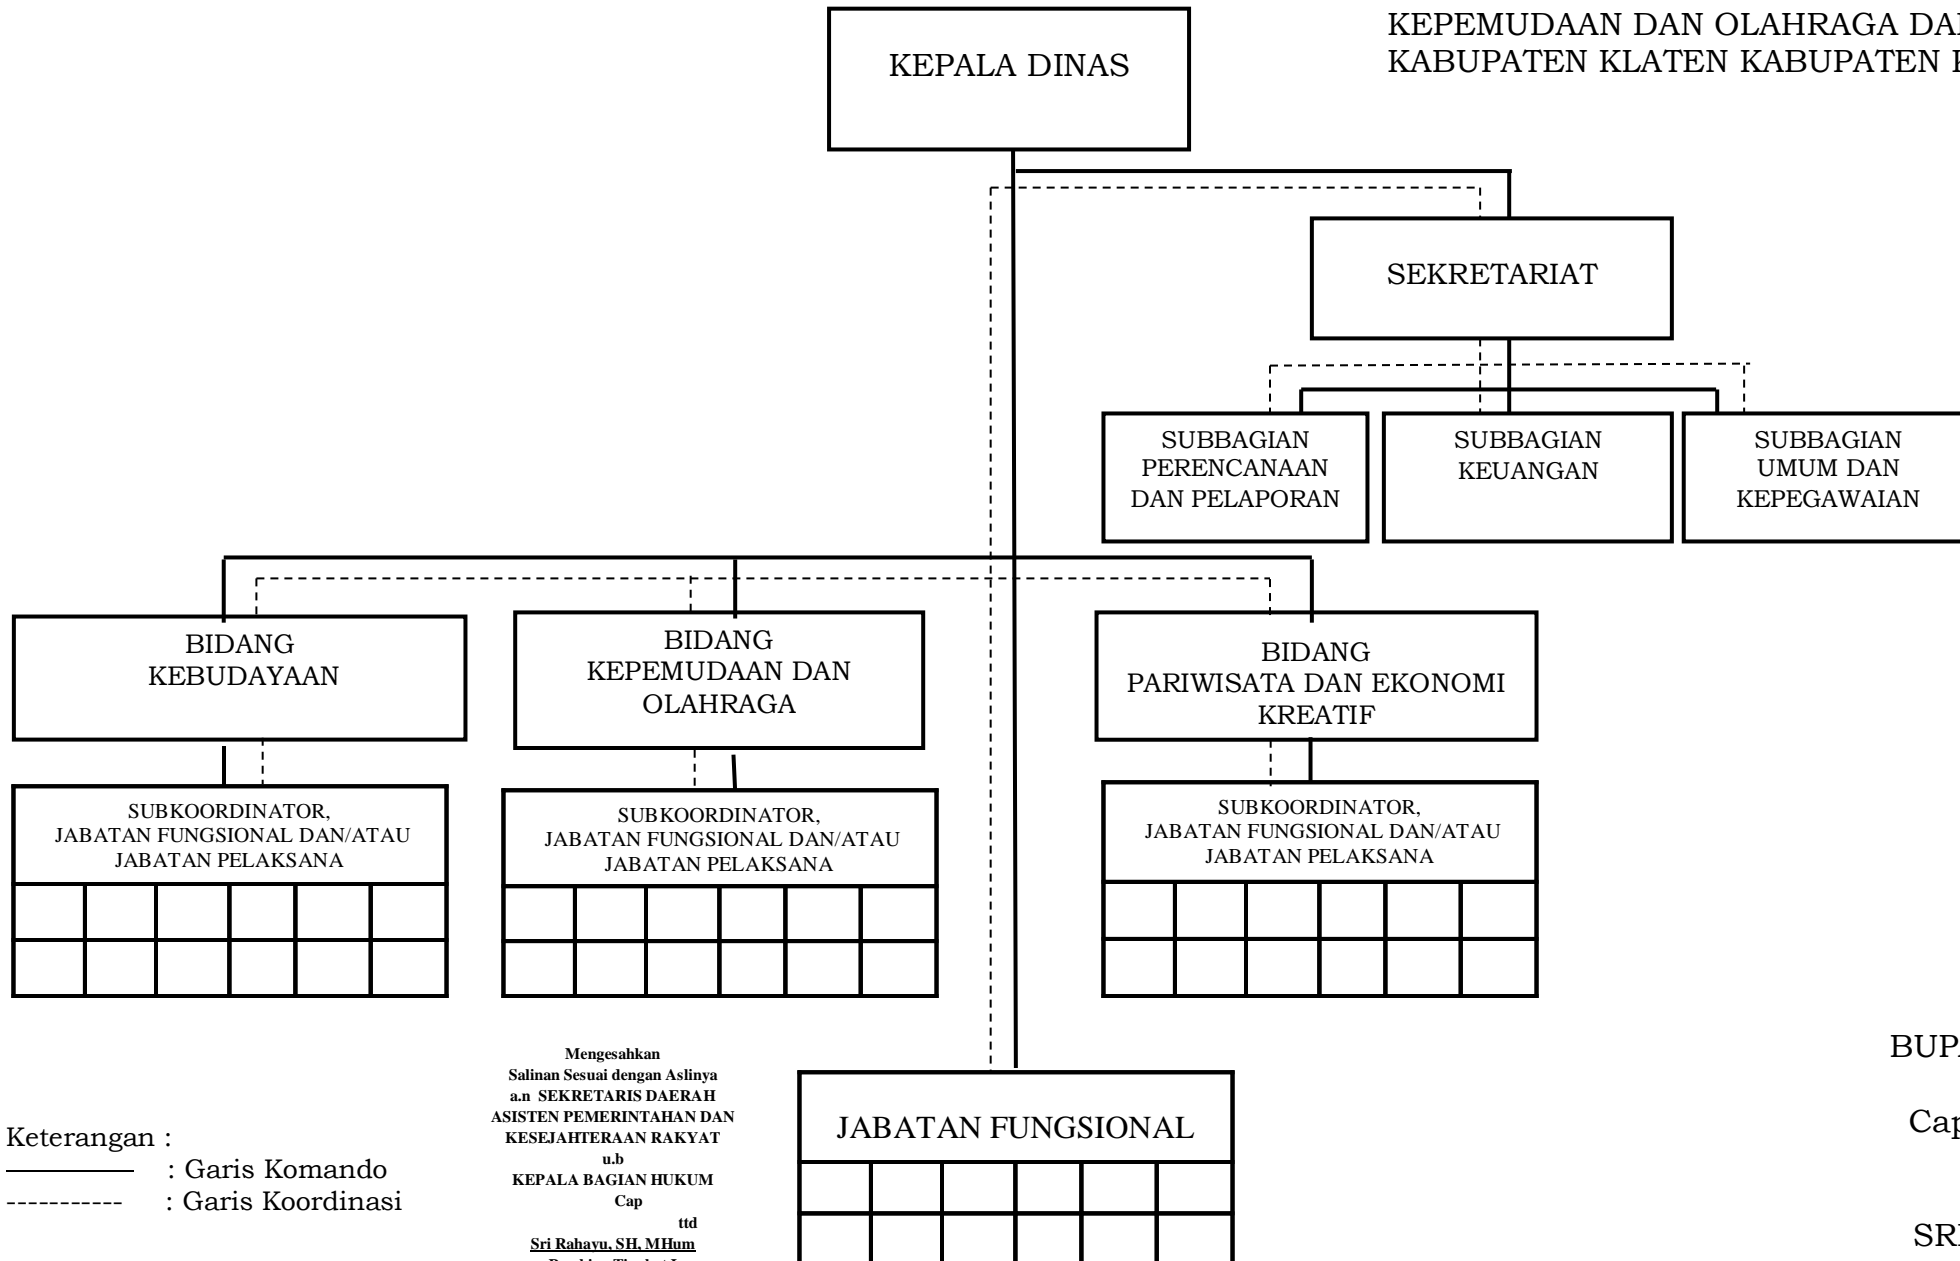 KEPEMUDAAN DAN OLAHRAGA
KABUPATEN KLATEN KABUPATEN
KEPALA DINAS
SEKRETARIAT
SUBBAGIAN
PERENCANAAN
DAN PELAPORAN
SUBBAGIAN
KEUANGAN
SUBBAGIAN
UMUM DAN
KEPEGAWAIAN
BIDANG
KEBUDAYAAN
BIDANG
KEPEMUDAAN DAN
OLAHRAGA
BIDANG
PARIWISATA DAN EKONOMI
KREATIF
SUBKOORDINATOR,
JABATAN FUNGSIONAL DAN/ATAU
JABATAN PELAKSANA
SUBKOORDINATOR,
JABATAN FUNGSIONAL DAN/ATAU
JABATAN PELAKSANA
SUBKOORDINATOR,
JABATAN FUNGSIONAL DAN/ATAU
JABATAN PELAKSANA
Keterangan :
: Garis Komando
----------- : Garis Koordinasi
Mengesahkan
Salinan Sesuai dengan Aslinya
a.n SEKRETARIS DAERAH
ASISTEN PEMERINTAHAN DAN
KESEJAHTERAAN RAKYAT
u.b
KEPALA BAGIAN HUKUM
Cap
ttd
Sri Rahayu, SH, MHum
JABATAN FUNGSIONAL